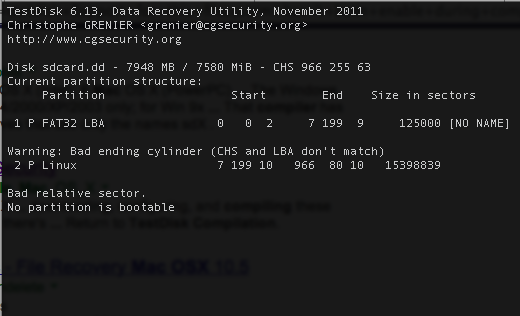 TestDisk 6.13, Data Recovery Utility, November 2011
Christophe GRENIER <grenier@cgsecurity.org>
http://www.cgsecurity.org
Disk sdcard.dd - 7948 MB / 7580 MiB - CHS 966 255 63
Current partition structure:
Partition Start End Size in sectors
1 P FAT32 LBA 0 0 2 7 199 9 125000 [NO NAME]
Warning: Bad ending cylinder (CHS and LBA don't match)
2 P Linux 7 199 10 966 80 10 15398839
Bad relative sector.
No partition is bootable
File Recovery Mac OSX 10.6